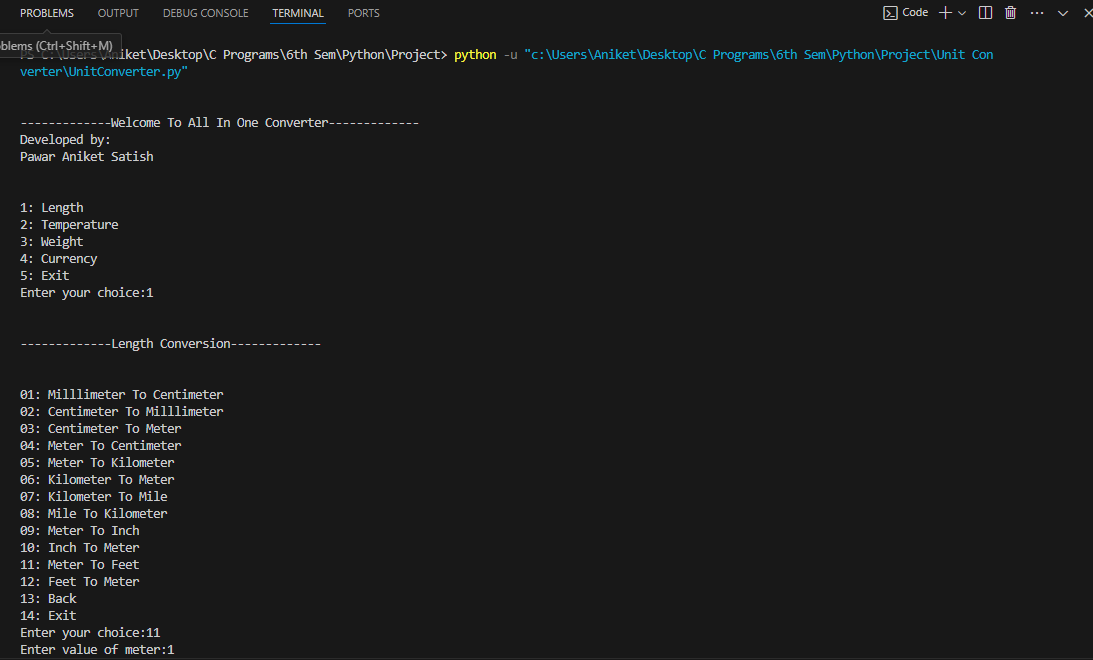 PROBLEMS OUTPUT DEBUG CONSOLE TERMINAL PORTS Code
oblems (Ctrl+Shift+M)
PS C:\Users\Aniket\Desktop\C Programs\6th Sem\Python\Project> python -u "c:\Users\Aniket\Desktop\C Programs\6th Sem\Python\Project\Unit Con
verter\UnitConverter.py"
-------------Welcome To All In One Converter-------------
Developed by:
Pawar Aniket Satish
1: Length
2: Temperature
3: Weight
4: Currency
5: Exit
Enter your choice:1
-------------Length Conversion-------------
01: Milllimeter To Centimeter
02: Centimeter To Milllimeter
03: Centimeter To Meter
04: Meter To Centimeter
05: Meter To Kilometer
06: Kilometer To Meter
07: Kilometer To Mile
08: Mile To Kilometer
09: Meter To Inch
10: Inch To Meter
11: Meter To Feet
12: Feet To Meter
13: Back
14: Exit
Enter your choice:11
Enter value of meter:1